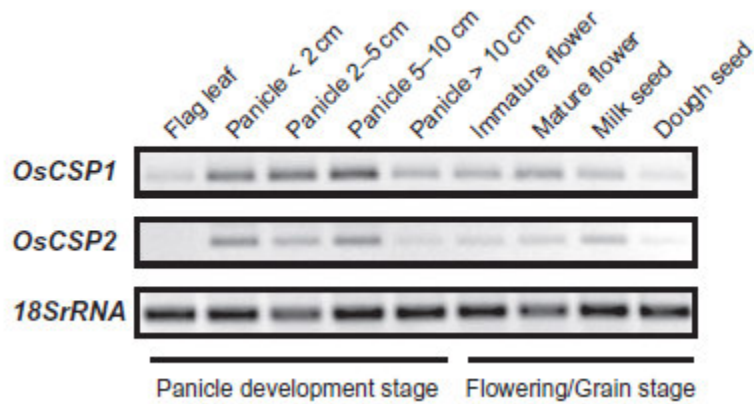 Flag leaf
Panicle < 2 cm
Panicle 2–5 cm
Panicle 5–10 cm
Panicle > 10 cm
Immature flower
Mature flower
Milk seed
Dough seed
OsCSP1
OsCSP2
18SrRNA
Panicle development stage
Flowering/Grain stage